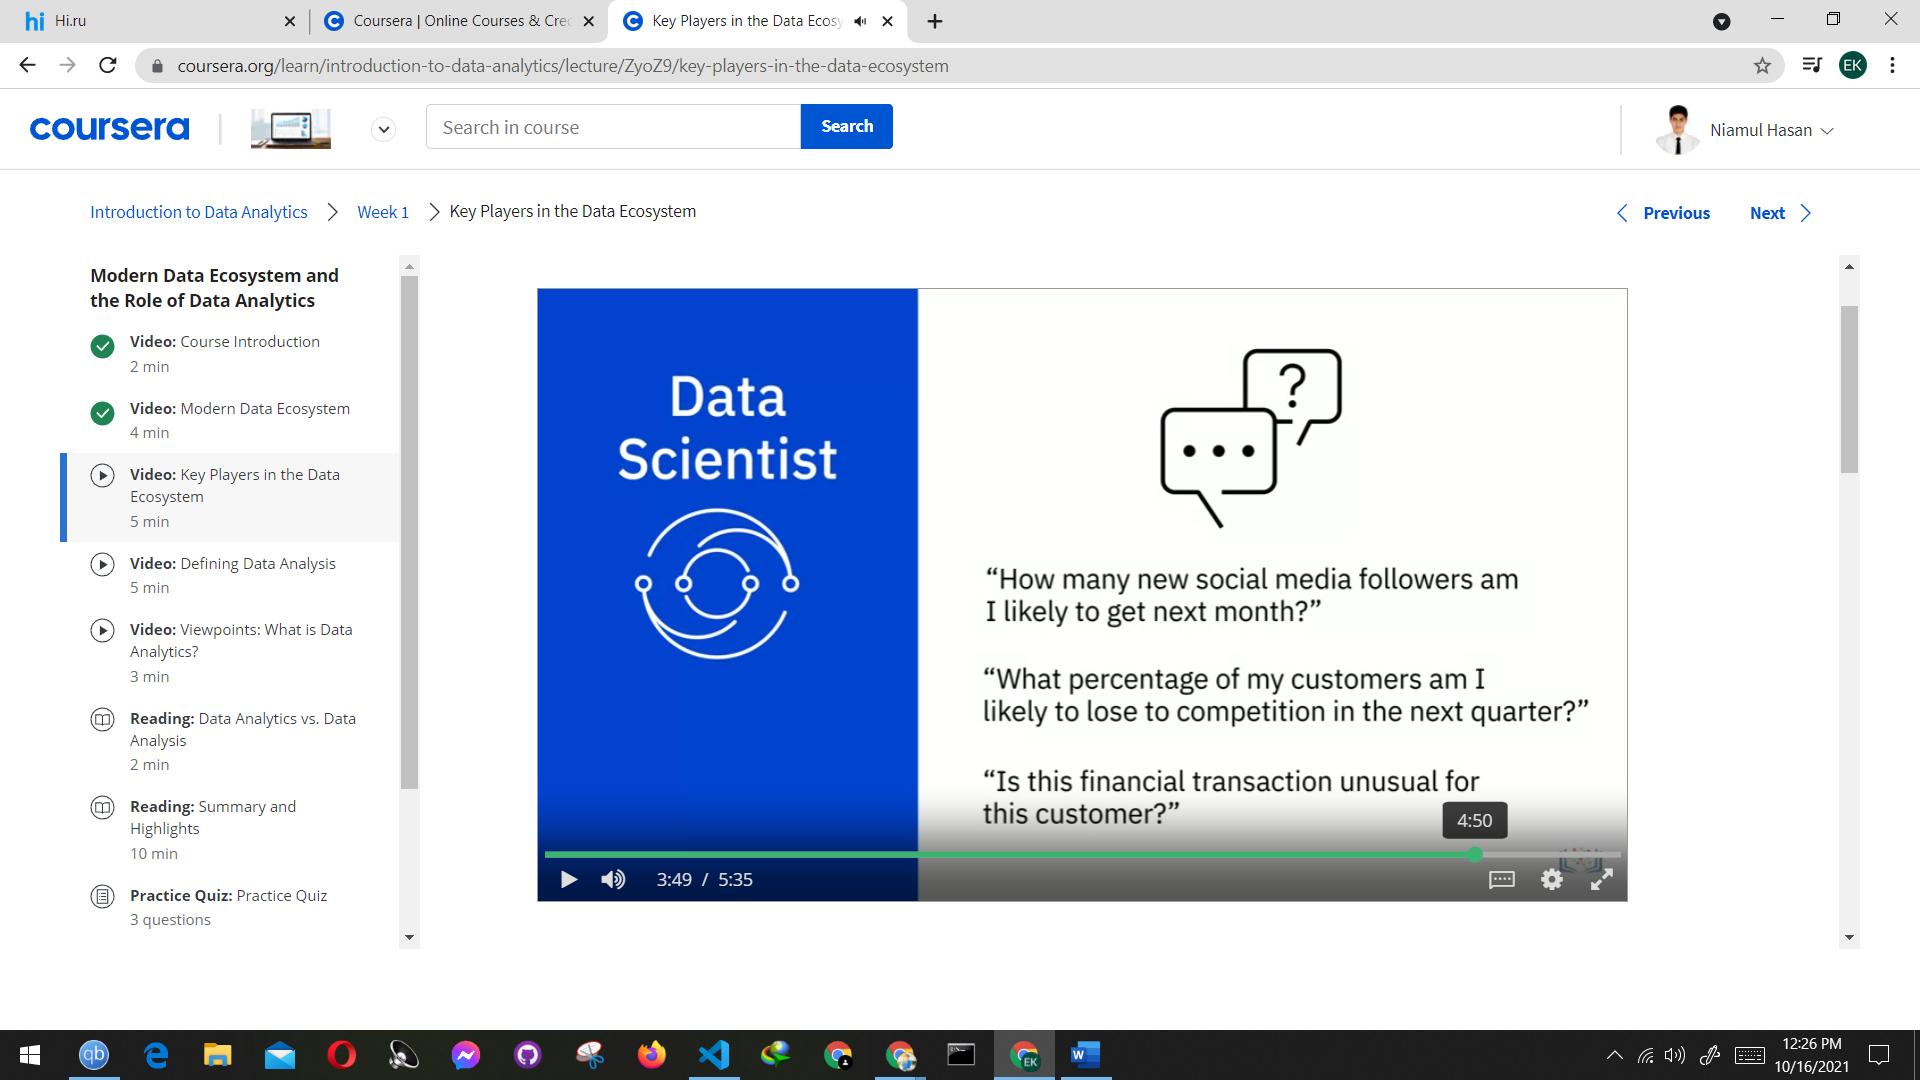 Hi.ru
Coursera | Online Courses & Cred
Key Players in the Data Ecosy
coursera.org/learn/introduction-to-data-analytics/lecture/ZyoZ9/key-players-in-the-data-ecosystem
EK
coursera
Search in course
Search
Niamul Hasan
Introduction to Data Analytics
Week 1
Key Players in the Data Ecosystem
Previous
Next
Modern Data Ecosystem and
the Role of Data Analytics
Video: Course Introduction
2 min
Video: Modern Data Ecosystem
4 min
Video: Key Players in the Data
Ecosystem
5 min
Video: Defining Data Analysis
5 min
Video: Viewpoints: What is Data
Analytics?
3 min
Reading: Data Analytics vs. Data
Analysis
2 min
Reading: Summary and
Highlights
10 min
Practice Quiz: Practice Quiz
3 questions
Data
Scientist
?
“How many new social media followers am
I likely to get next month?”
“What percentage of my customers am I
likely to lose to competition in the next quarter?”
“Is this financial transaction unusual for
this customer?”
4:50
3:49 / 5:35
12:26 PM
10/16/2021